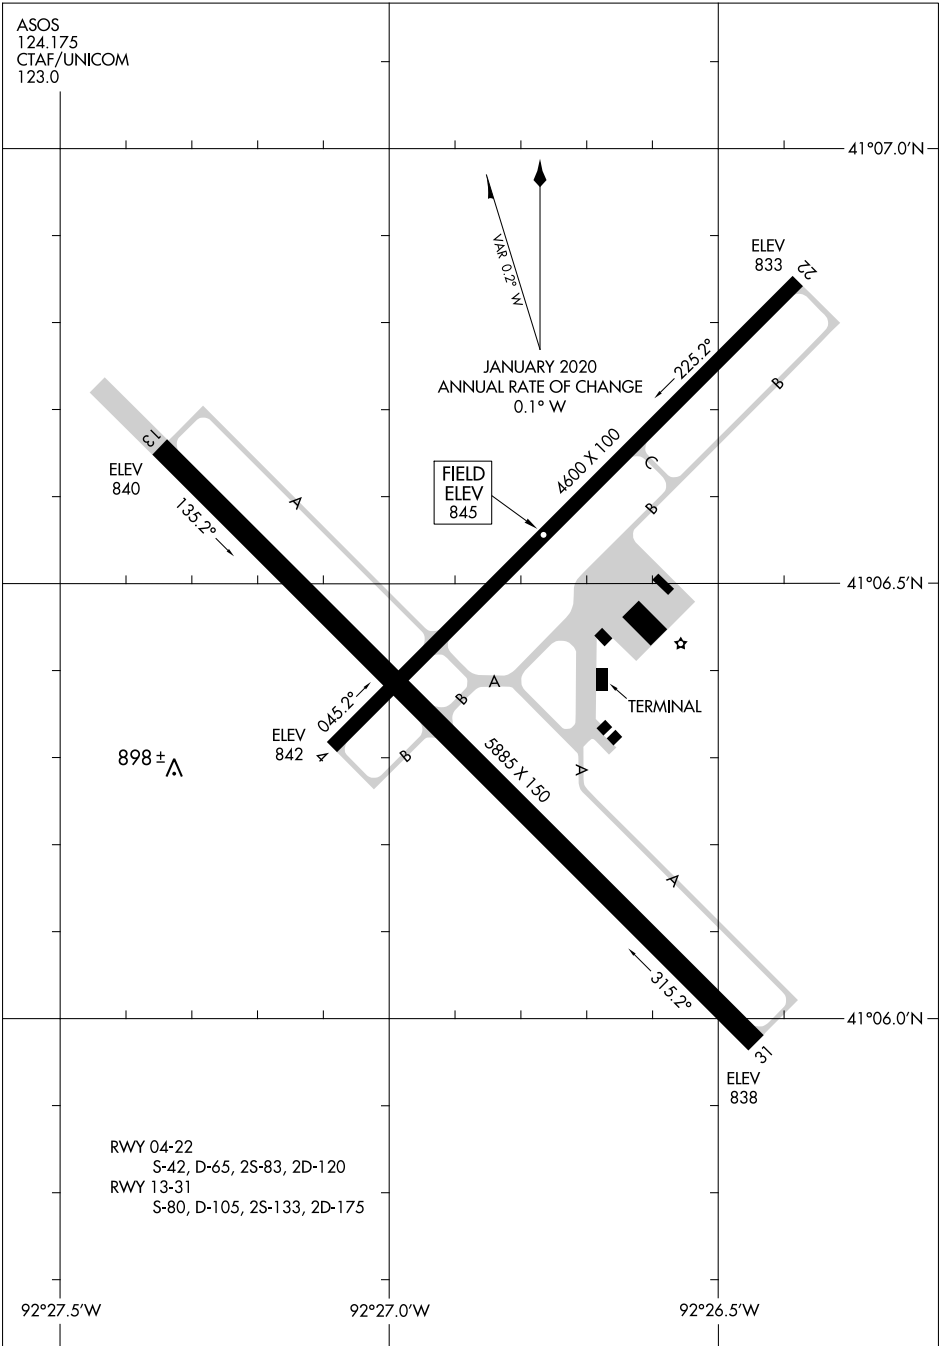 ASOS
124.175
CTAF/UNICOM
123.0
41°07.0'N
VAR 0.2° W
ELEV
833
22
JANUARY 2020
ANNUAL RATE OF CHANGE
0.1° W
225.2°
B
13
ELEV
840
135.2°
A
FIELD
ELEV
845
4600 X 100
C
B
41°06.5'N
A
B
TERMINAL
045.2°
ELEV
842
4
B
898±
5885 X 150
A
A
315.2°
41°06.0'N
31
ELEV
838
RWY 04-22
S-42, D-65, 2S-83, 2D-120
RWY 13-31
S-80, D-105, 2S-133, 2D-175
92°27.5'W
92°27.0'W
92°26.5'W